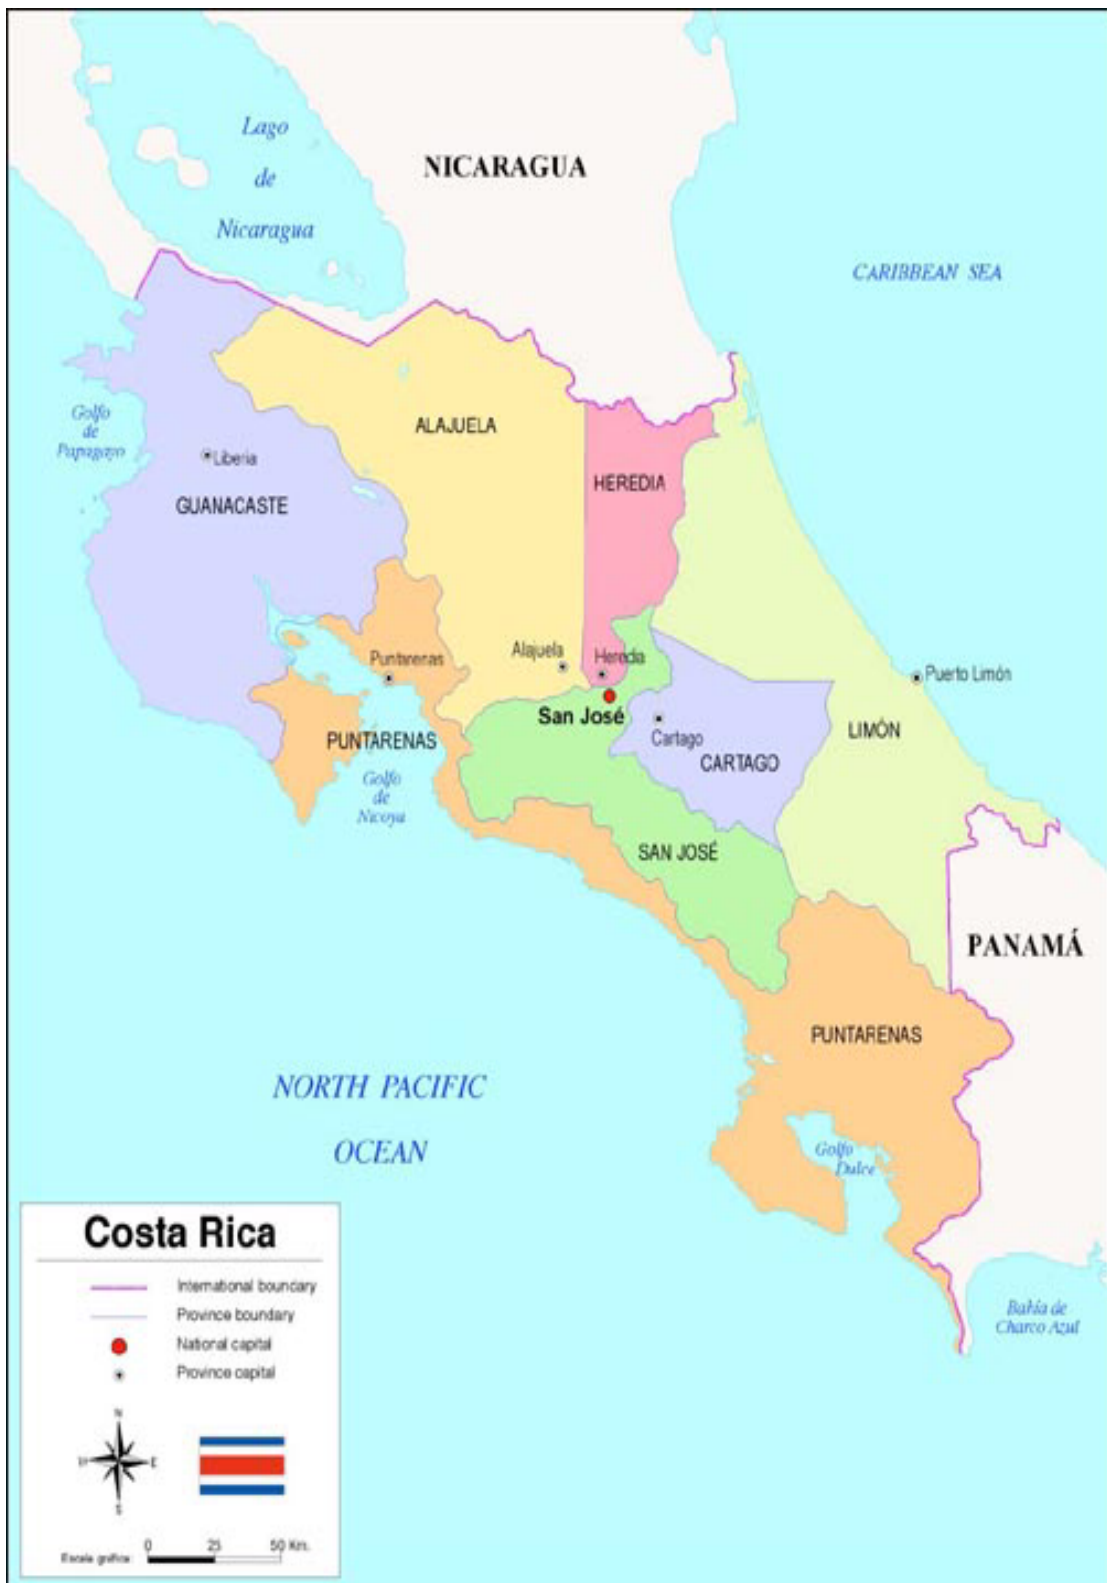 Lago
de
Nicaragua
NICARAGUA
CARIBBEAN SEA
Golfo
de
Papagayo
ALAJUELA
Liberia
HEREDIA
GUANACASTE
Alajuela
Heredia
Puntarenas
Puerto Limón
San José
Cartago
LIMÓN
PUNTARENAS
CARTAGO
Golfo
de
Nicoya
SAN JOSÉ
PANAMÁ
PUNTARENAS
NORTH PACIFIC
OCEAN
Golfo
Dulce
Bahía de
Charco Azul
Costa Rica
International boundary
Province boundary
National capital
Province capital
N
E
S
0 25 50 Km.
Escala gráfica